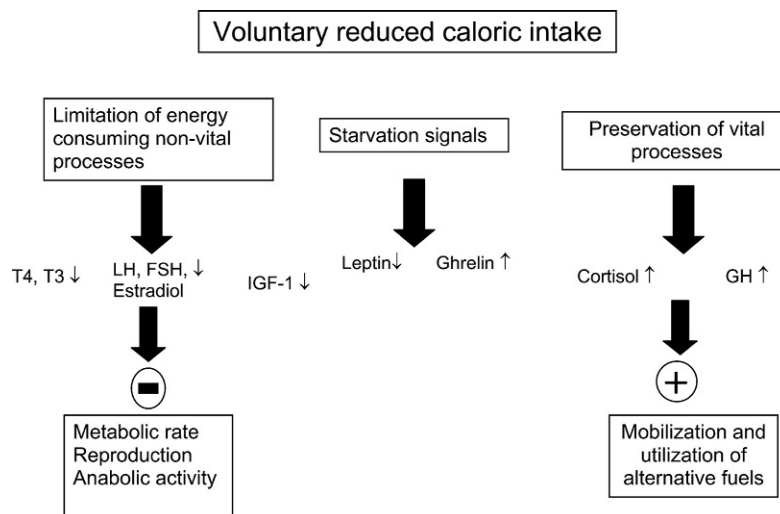 Voluntary reduced caloric intake
Limitation of energy
consuming non-vital
processes
Starvation signals
Preservation of vital
processes
T4, T3 ↓
LH, FSH, ↓
Estradiol
IGF-1 ↓
Leptin↓
Ghrelin ↑
Cortisol ↑
GH ↑
Metabolic rate
Reproduction
Anabolic activity
Mobilization and
utilization of
alternative fuels